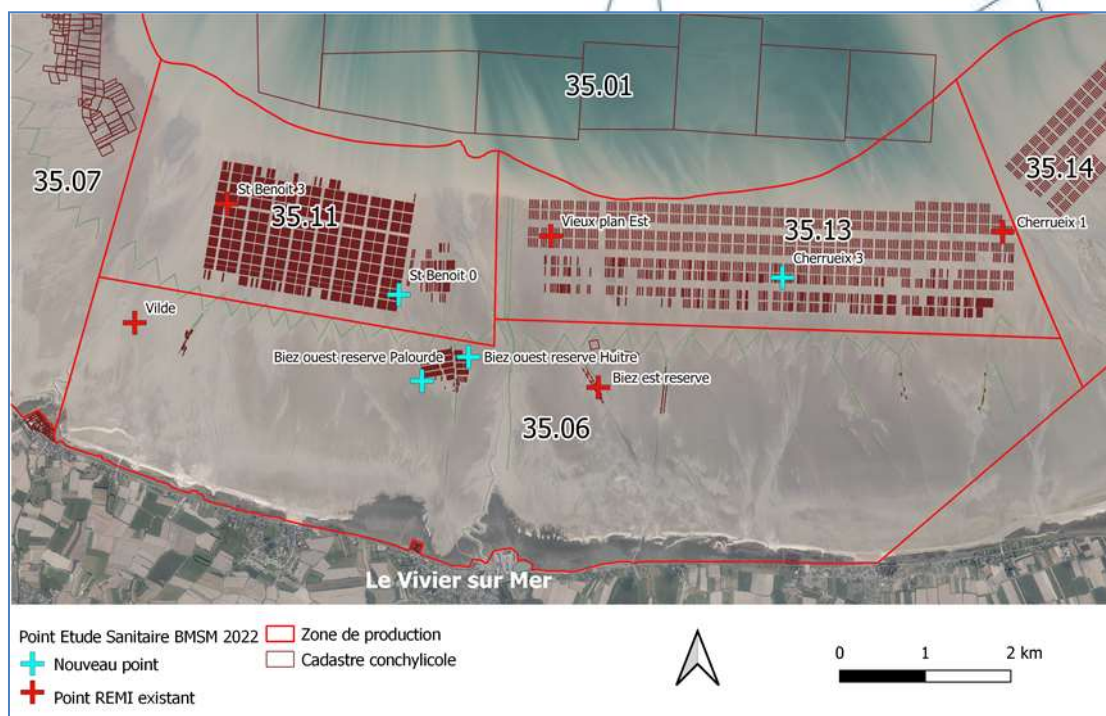 35.01
35.14
35.07
St Benoit 3
35.11
Vieux plan Est
35.13
Cherrueix 1
Cherrueix 3
St Benoit 0
Vilde
Biez ouest reserve Palourde
Biez ouest reserve Huitre
Biez est reserve
35.06
Le Vivier sur Mer
Point Etude Sanitaire BMSM 2022
Nouveau point
Point REMI existant
Zone de production
Cadastre conchylicole
0 1 2 km